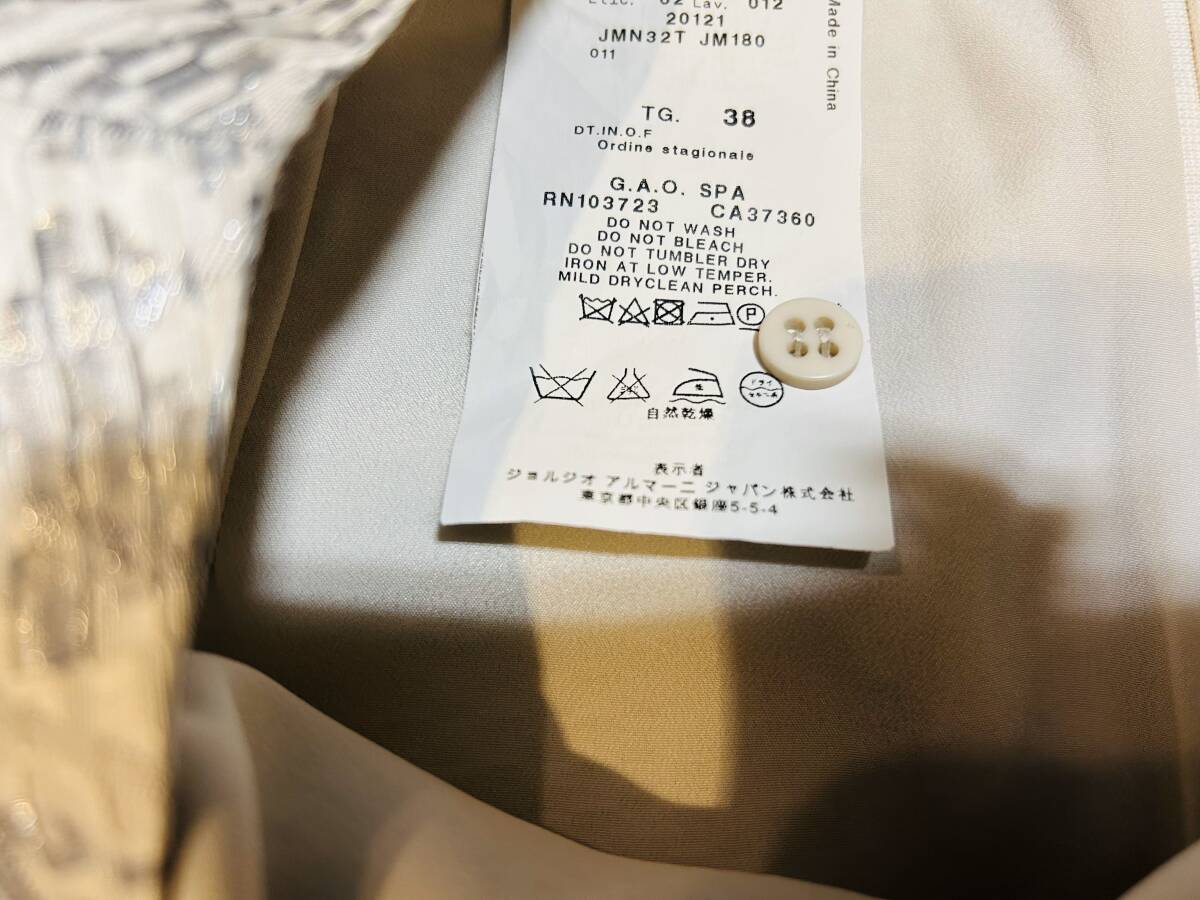 Etic. 02 Lav. 012
20121
JMN32T JM180
011
Made in China
TG. 38
DT.IN.O.F
Ordine stagionale
G.A.O. SPA
RN103723 CA37360
DO NOT WASH
DO NOT BLEACH
DO NOT TUMBLER DRY
IRON AT LOW TEMPER.
MILD DRYCLEAN PERCH.
P
ドライ
自然乾燥
表示者
ジョルジオ アルマーニ ジャパン株式会社
東京都中央区銀座5-5-4